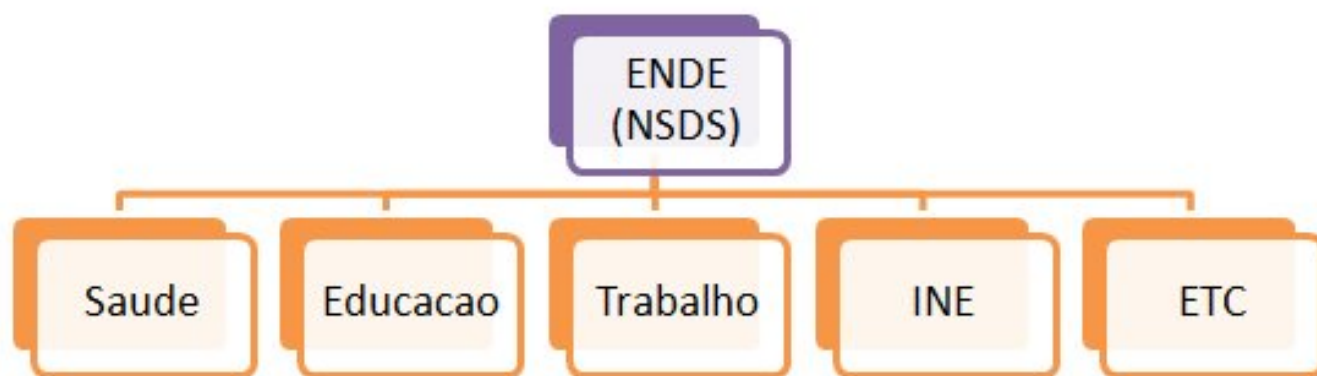 ENDE
(NSDS)
Saude
Educacao
Trabalho
INE
ETC